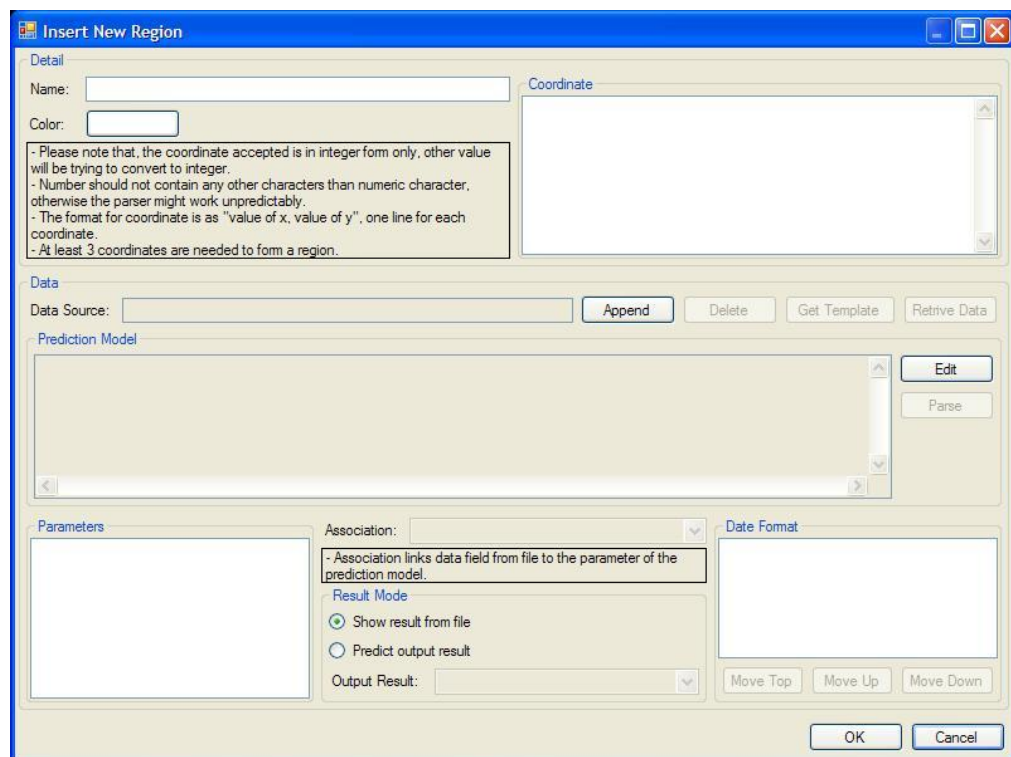 Insert New Region
Detail
Name:
Coordinate
Color:
- Please note that, the coordinate accepted is in integer form only, other value
will be trying to convert to integer.
- Number should not contain any other characters than numeric character,
otherwise the parser might work unpredictably.
- The format for coordinate is as "value of x, value of y", one line for each
coordinate.
- At least 3 coordinates are needed to form a region.
Data
Data Source:
Append
Delete
Get Template
Retrive Data
Prediction Model
Edit
Parse
Parameters
Association:
- Association links data field from file to the parameter of the
prediction model.
Result Mode
Show result from file
Predict output result
Output Result:
Date Format
Move Top
Move Up
Move Down
OK
Cancel